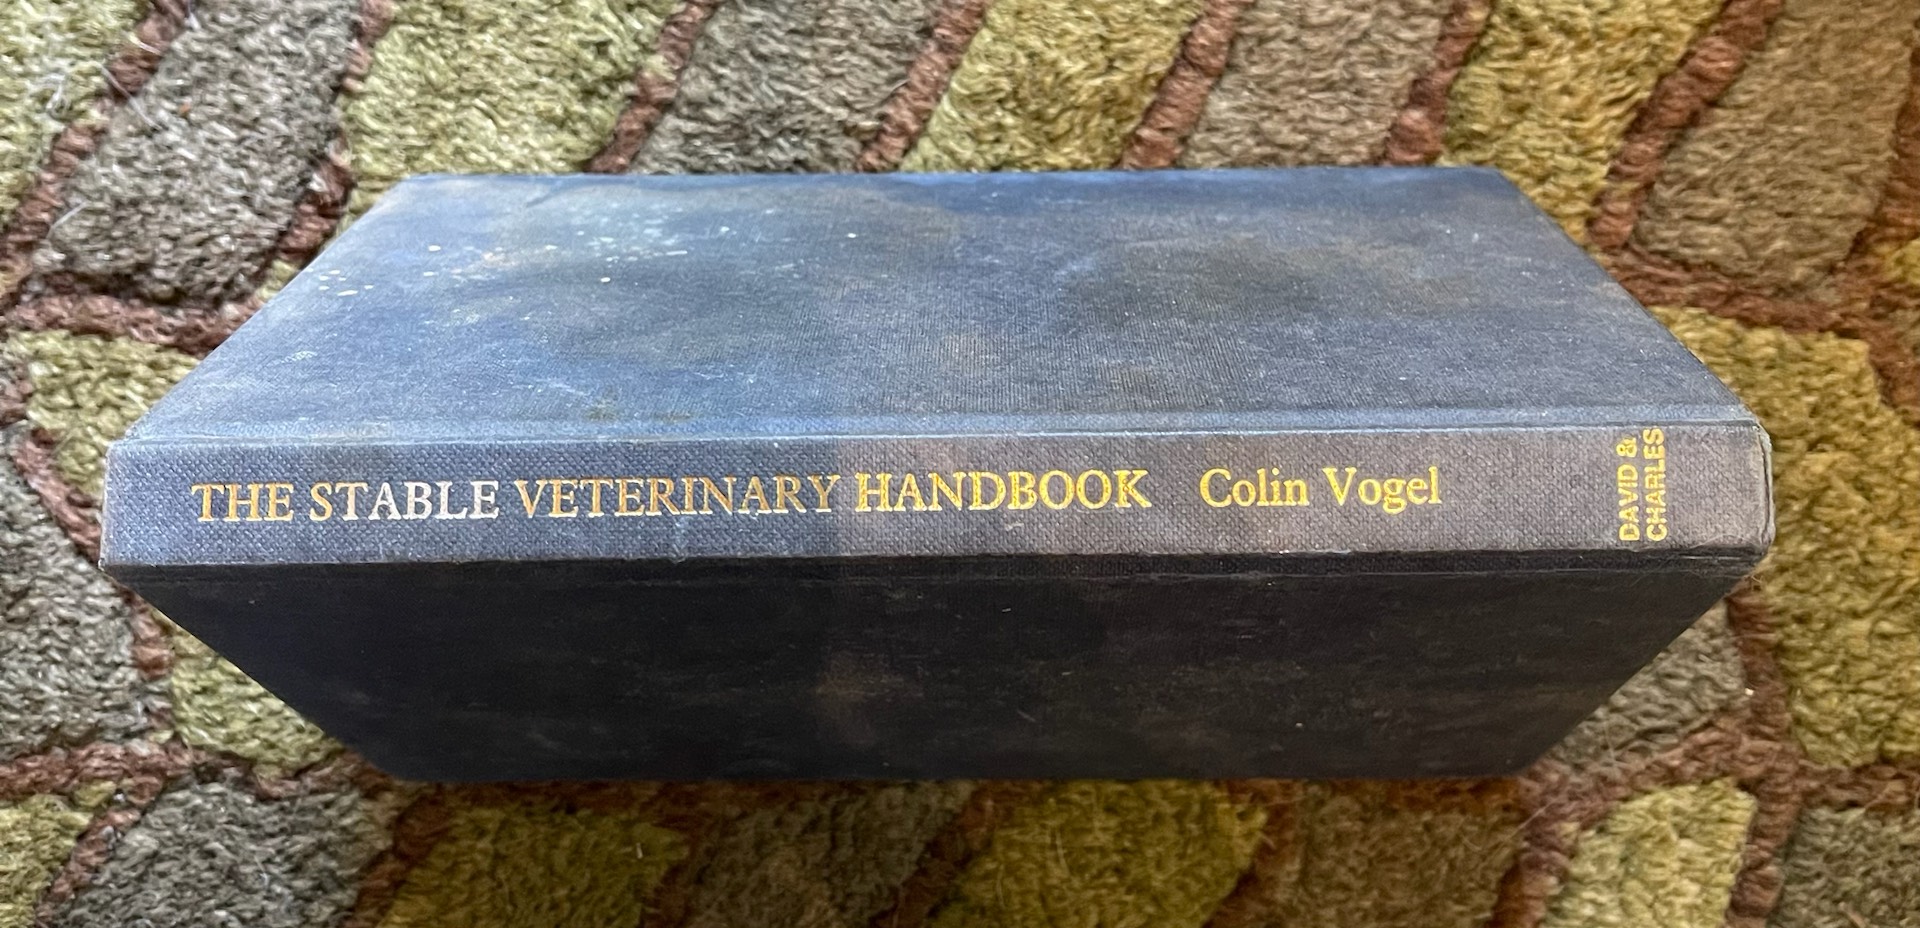 THE STABLE VETERINARY HANDBOOK Colin Vogel
DAVID &
CHARLES